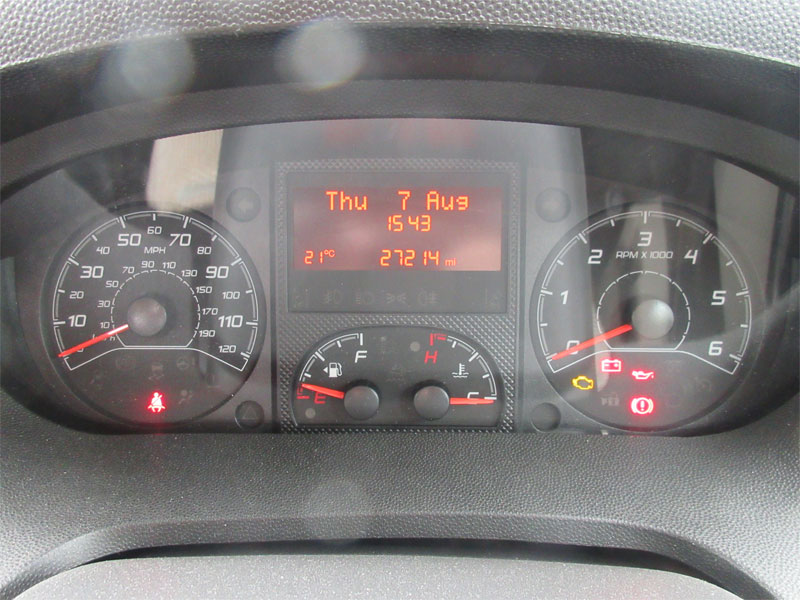 Thu 7 Aug
15:43
21°C 27214 mi
10 20 30 40 50 60 70 80 90 100 110 120
MPH
10 30 50 70 90 110 130 150 170 190
km/h
E F
H C
0 1 2 3 4 5 6
RPM X 1000